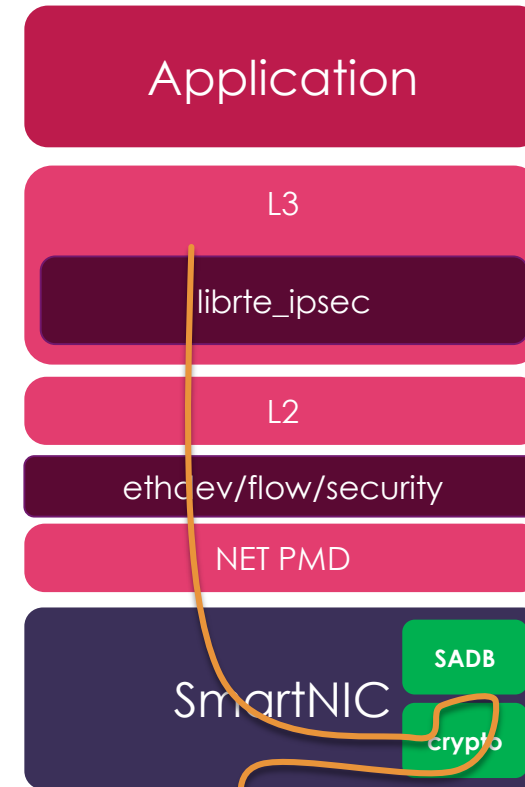 Application
L3
librte_ipsec
L2
ethdev/flow/security
NET PMD
SADB
SmartNIC
crypto